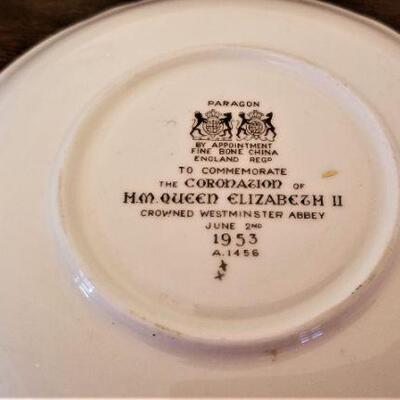 PARAGON
BY APPOINTMENT
FINE BONE CHINA
ENGLAND REGD
TO COMMEMORATE
THE CORONATION OF
H.M. QUEEN ELIZABETH II
CROWNED WESTMINSTER ABBEY
JUNE 2ND
1953
A.1456